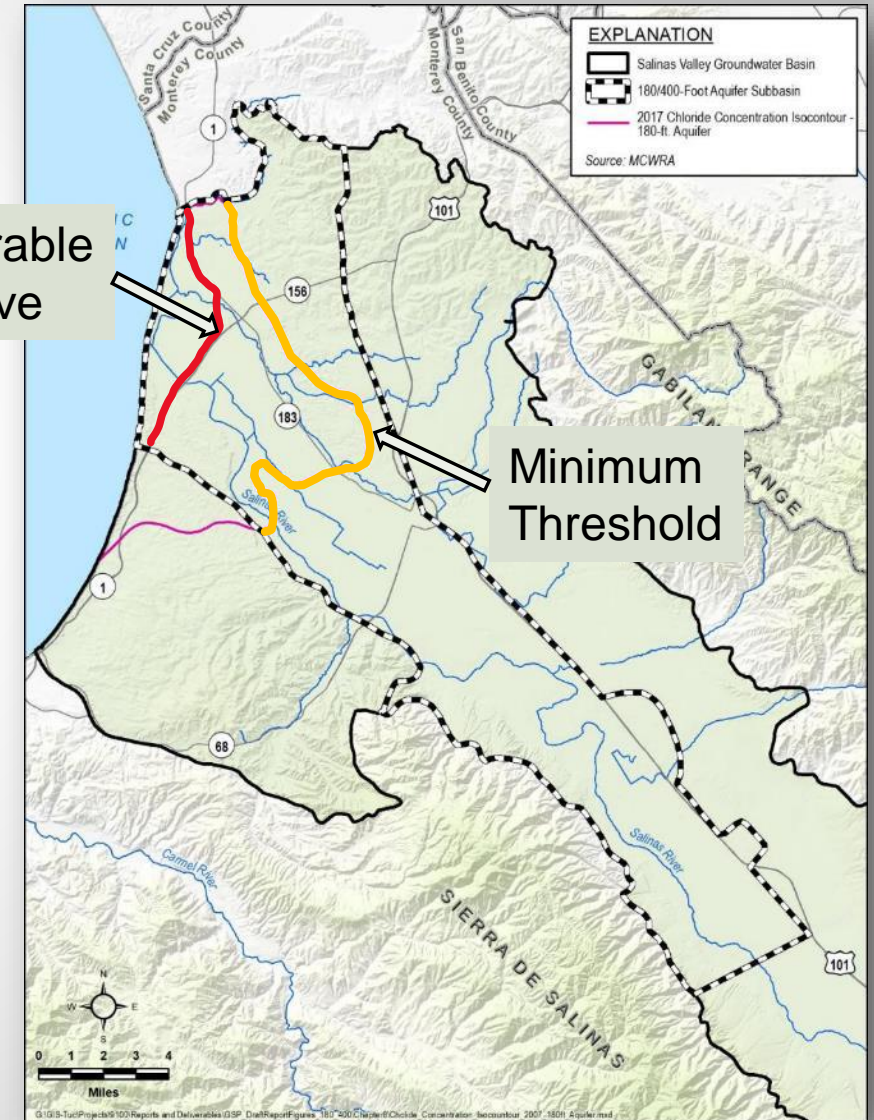 Santa Cruz County
Monterey County
San Benito County
Monterey County
EXPLANATION
Salinas Valley Groundwater Basin
180/400-Foot Aquifer Subbasin
2017 Chloride Concentration Isocontour -
180-ft. Aquifer
Source: MCWRA
1
101
I C
N
rable
ve
156
183
GABILAN RANGE
Minimum
Threshold
Salinas River
1
68
Carmel River
Salinas River
SIERRA DE SALINAS
101
N
W E
S
0 1 2 3 4
Miles